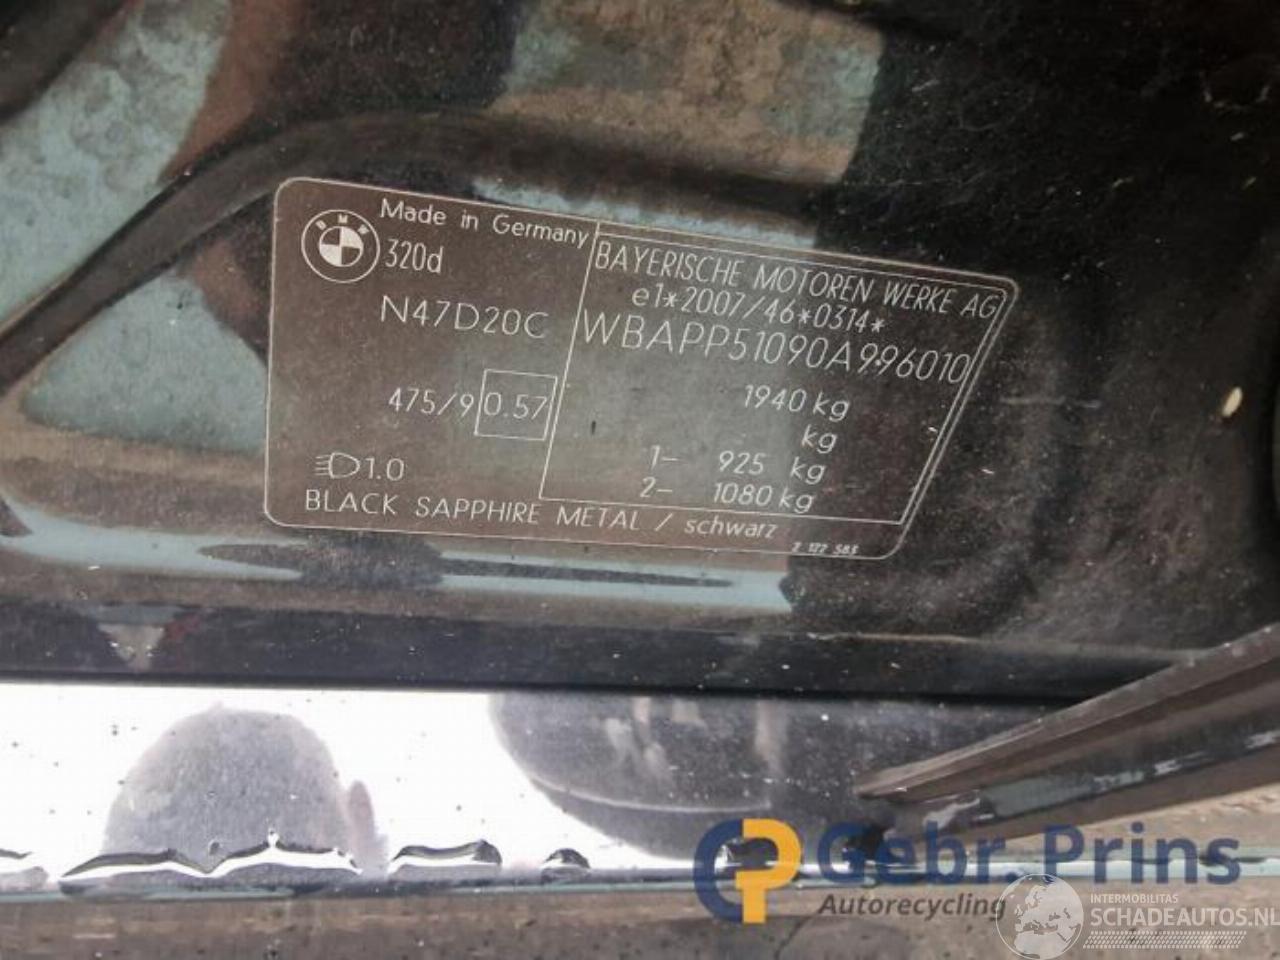 Made in Germany
BMW
320d
N47D20C
475/9 0.57
1.0
BLACK SAPPHIRE METAL / schwarz
BAYERISCHE MOTOREN WERKE AG
e1*2007/46*0314*
WBAPP51090A996010
1940 kg
kg
1- 925 kg
2- 1080 kg
Gebr. Prins
Autorecycling
INTERMOBILITAS
SCHADEAUTOS.NL